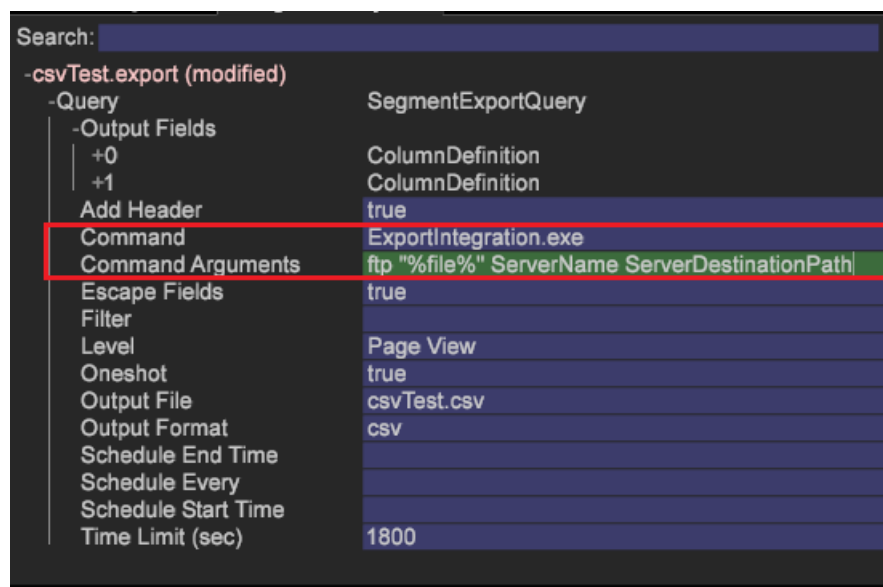 Search:
-csvTest.export (modified)
-Query SegmentExportQuery
-Output Fields
+0 ColumnDefinition
+1 ColumnDefinition
Add Header true
Command ExportIntegration.exe
Command Arguments ftp "%file%" ServerName ServerDestinationPath
Escape Fields true
Filter
Level Page View
Oneshot true
Output File csvTest.csv
Output Format csv
Schedule End Time
Schedule Every
Schedule Start Time
Time Limit (sec) 1800